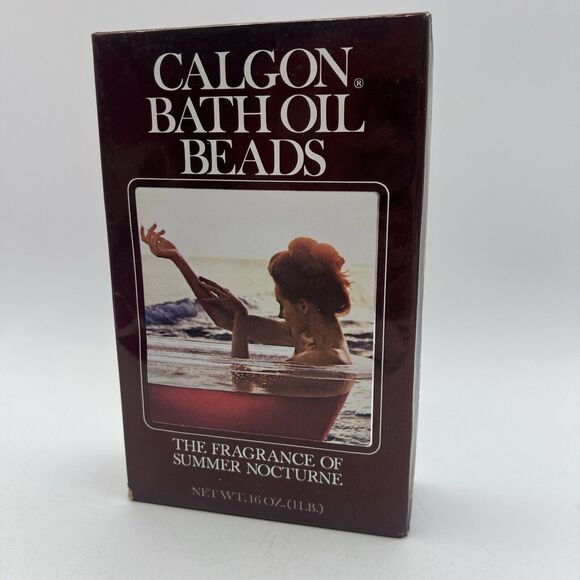 CALGON®
BATH OIL
BEADS
THE FRAGRANCE OF
SUMMER NOCTURNE
NET WT. 16 OZ. (1 LB.)